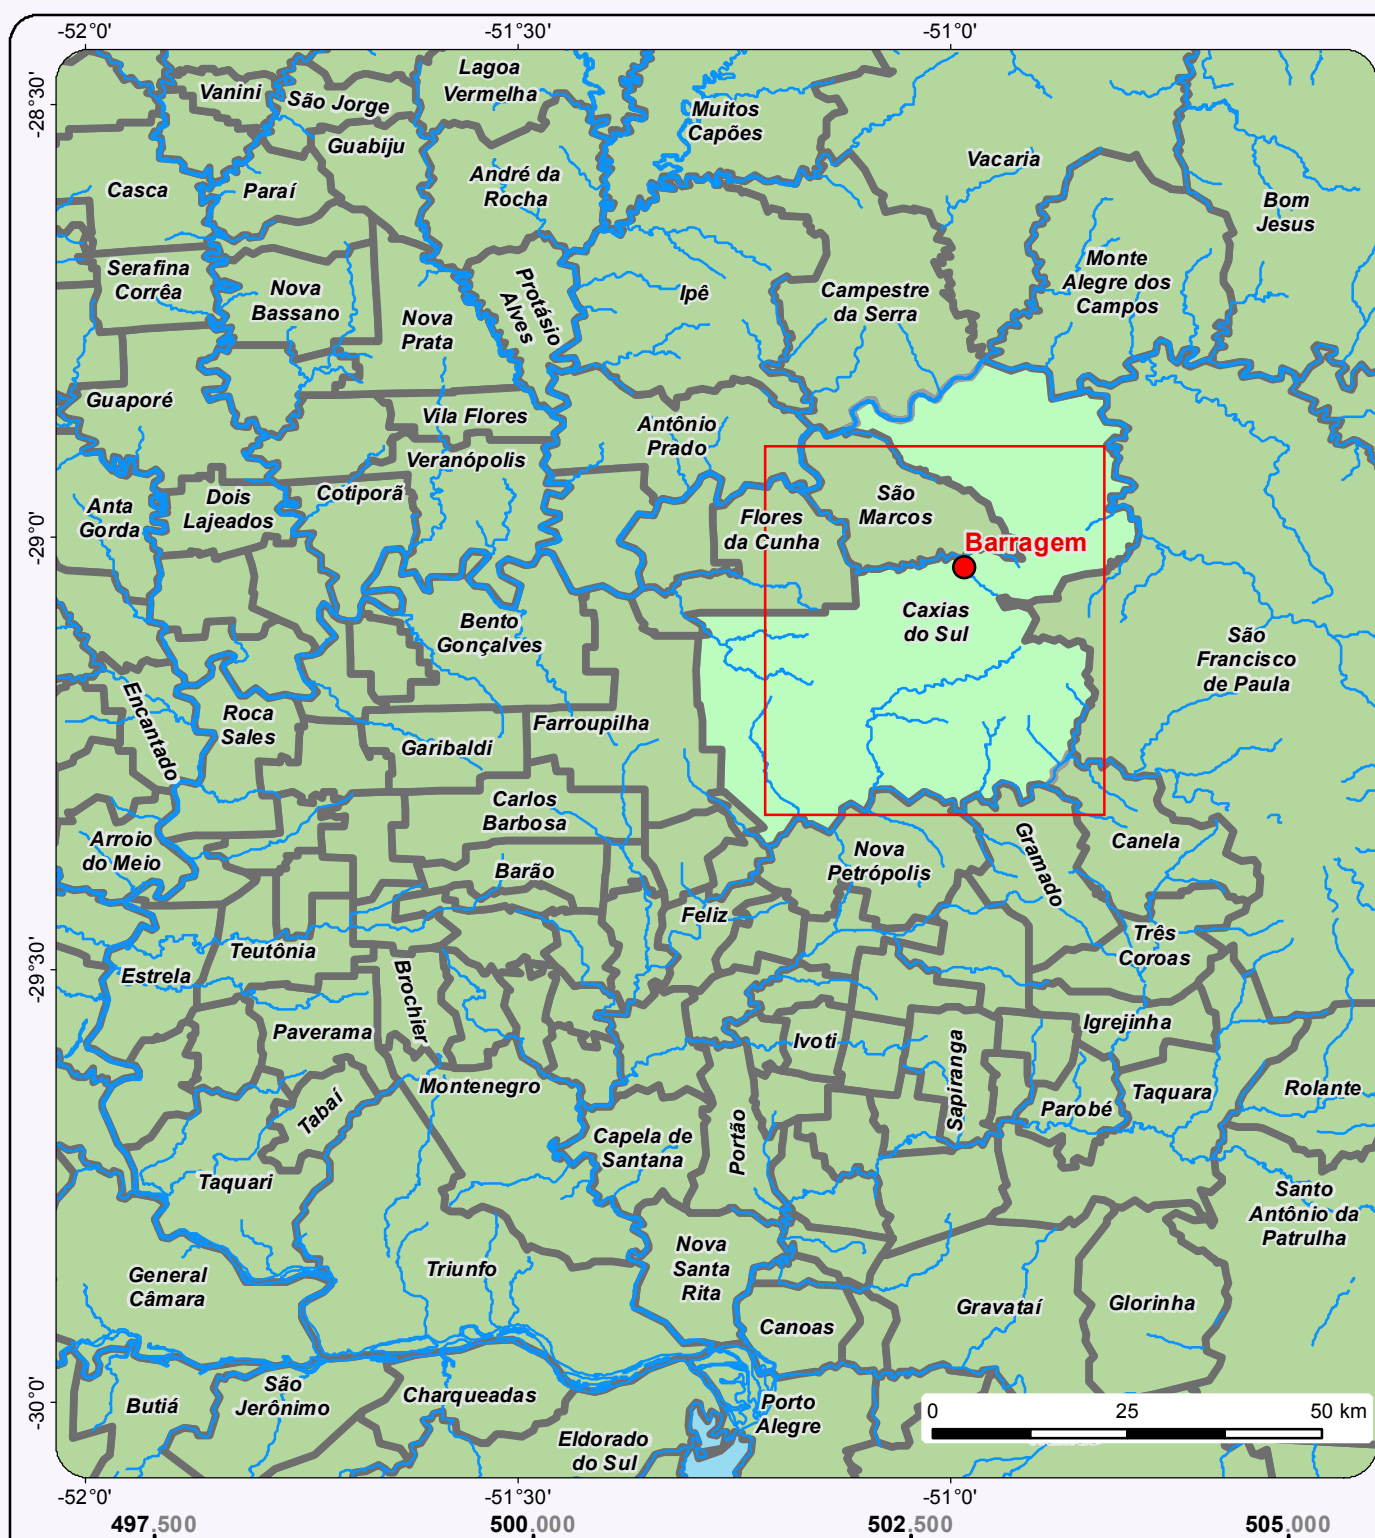 -52°0'
-51°30'
-51°0'
-28°30'
Vanini
São Jorge
Lagoa
Vermelha
Muitos
Capões
Guabiju
Vacaria
Casca
Paraí
André da
Rocha
Bom
Jesus
Serafina
Corrêa
Nova
Bassano
Nova
Prata
Protásio
Alves
Ipê
Campestre
da Serra
Monte
Alegre dos
Campos
Guaporé
Vila Flores
Antônio
Prado
Veranópolis
Anta
Gorda
Dois
Lajeados
Cotiporã
-29°0'
Flores
da Cunha
São
Marcos
Barragem
Caxias
do Sul
Bento
Gonçalves
São
Francisco
de Paula
Encantado
Roca
Sales
Garibaldi
Farroupilha
Arroio
do Meio
Carlos
Barbosa
Barão
Nova
Petrópolis
Gramado
Canela
Feliz
-29°30'
Estrela
Teutônia
Brochier
Três
Coroas
Paverama
Ivoti
Sapiranga
Igrejinha
Tabaí
Montenegro
Parobé
Taquara
Rolante
Taquari
Capela de
Santana
Portão
Santo
Antônio da
Patrulha
General
Câmara
Triunfo
Nova
Santa
Rita
Canoas
Gravataí
Glorinha
-30°0'
Butiá
São
Jerônimo
Charqueadas
Eldorado
do Sul
Porto
Alegre
0 25 50 km
-52°0'
-51°30'
-51°0'
497.500
500.000
502.500
505.000